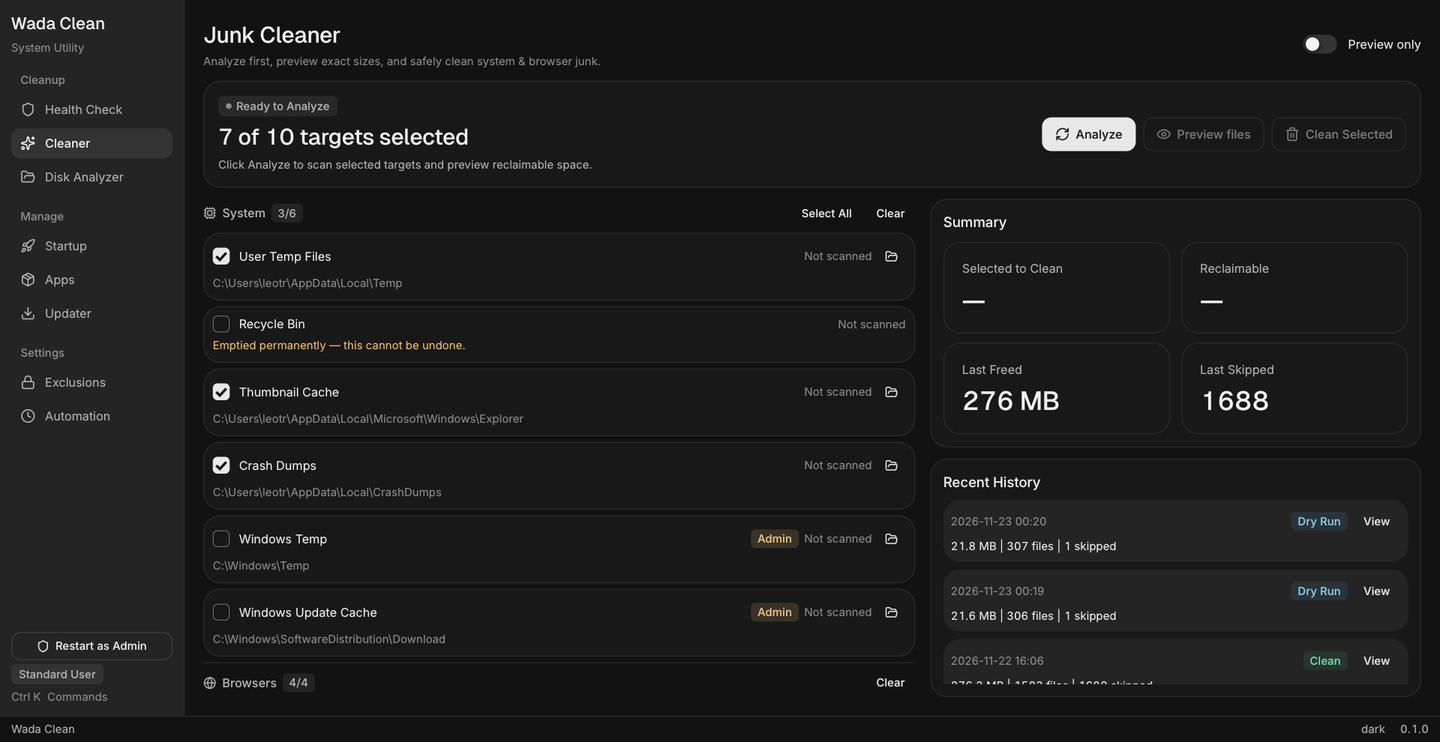 Wada Clean
System Utility
Cleanup
Health Check
Cleaner
Disk Analyzer
Manage
Startup
Apps
Updater
Settings
Exclusions
Automation
Restart as Admin
Standard User
Ctrl K Commands
Junk Cleaner
Analyze first, preview exact sizes, and safely clean system & browser junk.
Preview only
Ready to Analyze
7 of 10 targets selected
Click Analyze to scan selected targets and preview reclaimable space.
Analyze
Preview files
Clean Selected
System 3/6
Select All
Clear
User Temp Files
Not scanned
C:\Users\leotr\AppData\Local\Temp
Recycle Bin
Not scanned
Emptied permanently — this cannot be undone.
Thumbnail Cache
Not scanned
C:\Users\leotr\AppData\Local\Microsoft\Windows\Explorer
Crash Dumps
Not scanned
C:\Users\leotr\AppData\Local\CrashDumps
Windows Temp
Admin Not scanned
C:\Windows\Temp
Windows Update Cache
Admin Not scanned
C:\Windows\SoftwareDistribution\Download
Browsers 4/4
Clear
Summary
Selected to Clean
—
Reclaimable
—
Last Freed
276 MB
Last Skipped
1688
Recent History
2026-11-23 00:20
Dry Run
View
21.8 MB | 307 files | 1 skipped
2026-11-23 00:19
Dry Run
View
21.6 MB | 306 files | 1 skipped
2026-11-22 16:06
Clean
View
Wada Clean
dark
0.1.0